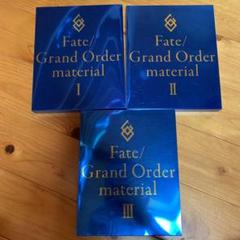 Fate/
Grand Order
material
I
Fate/
Grand Order
material
II
Fate/
Grand Order
material
III